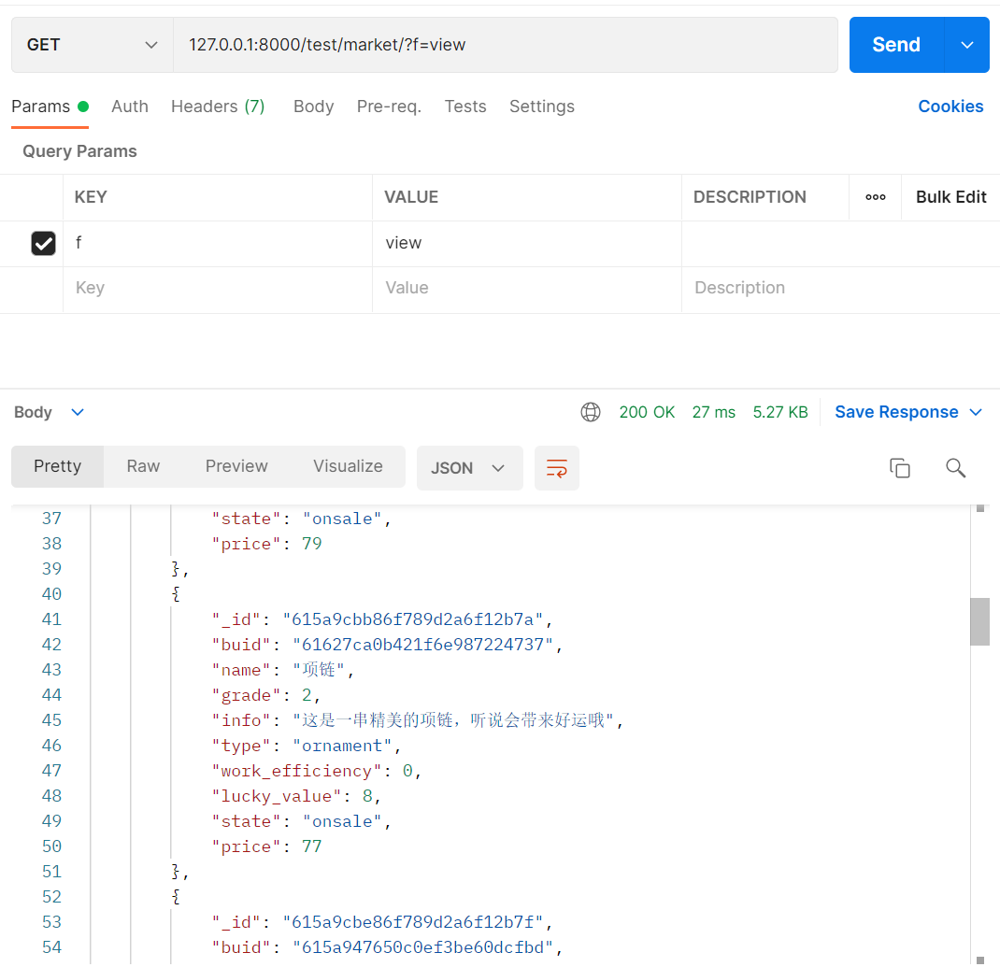 GET 127.0.0.1:8000/test/market/?f=view Send
Params Auth Headers (7) Body Pre-req. Tests Settings Cookies
Query Params
KEY VALUE DESCRIPTION ooo Bulk Edit
f view
Key Value Description
Body 200 OK 27 ms 5.27 KB Save Response
Pretty Raw Preview Visualize JSON
37 "state": "onsale",
38 "price": 79
39 },
40 {
41 "_id": "615a9cbb86f789d2a6f12b7a",
42 "buid": "61627ca0b421f6e987224737",
43 "name": "项链",
44 "grade": 2,
45 "info": "这是一串精美的项链，听说会带来好运哦",
46 "type": "ornament",
47 "work_efficiency": 0,
48 "lucky_value": 8,
49 "state": "onsale",
50 "price": 77
51 },
52 {
53 "_id": "615a9cbe86f789d2a6f12b7f",
54 "buid": "615a947650c0ef3be60dcfbd",